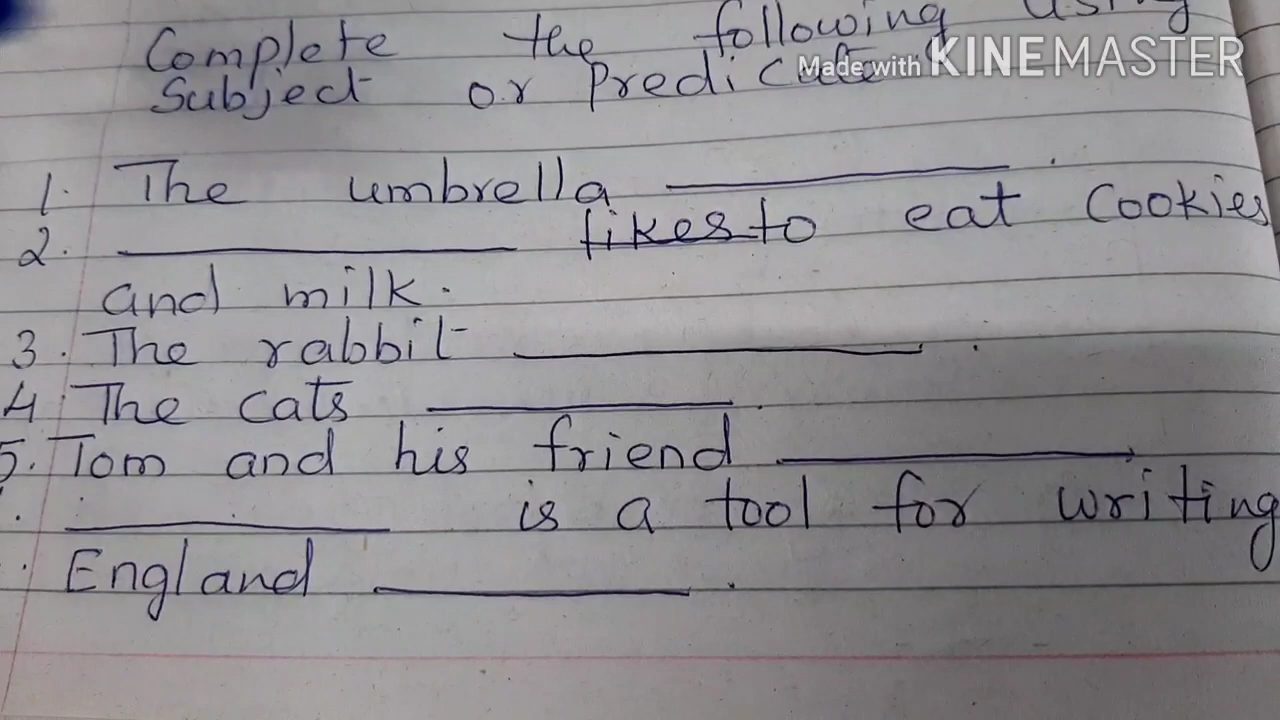 Complete the following using
Subject or Predicate
Made with KINEMASTER
1. The umbrella ________ .
2. ________ likes to eat Cookies
and milk.
3. The rabbit ________ .
4 The cats ________ .
5. Tom and his friend ________
. ________ is a tool for writing
. England ________ .